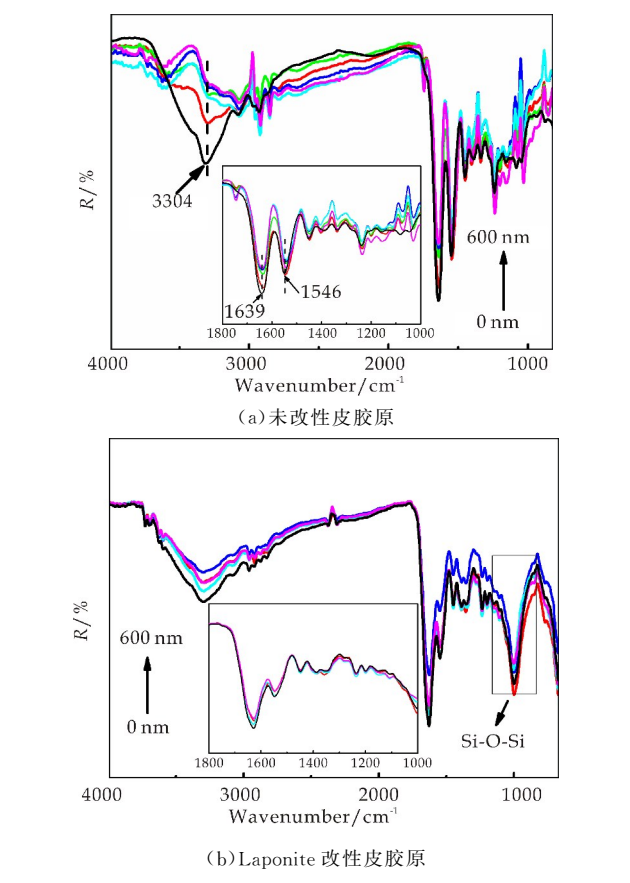 R/%
3304
1639
1546
1800 1600 1400 1200 1000
600 nm
0 nm
4000 3000 2000 1000
Wavenumber/cm⁻¹
(a)未改性皮胶原
R/%
600 nm
0 nm
1800 1600 1400 1200 1000
Si-O-Si
4000 3000 2000 1000
Wavenumber/cm⁻¹
(b)Laponite 改性皮胶原